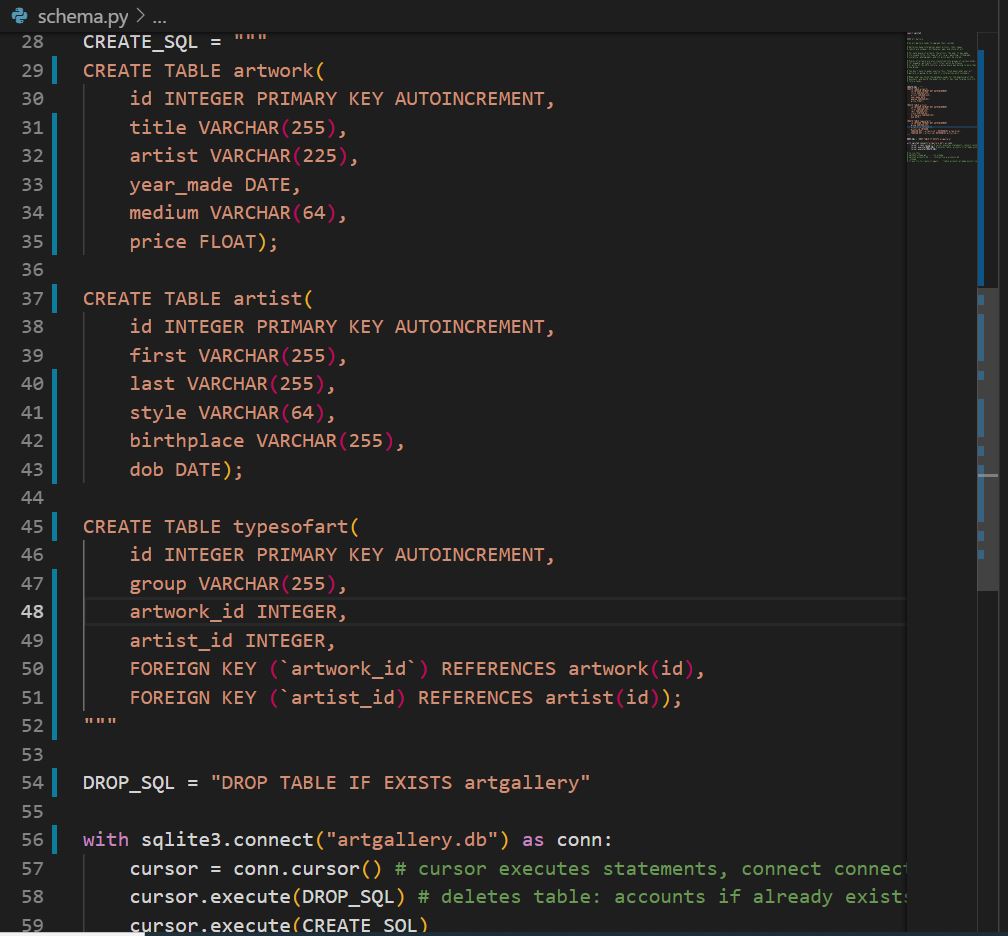 schema.py > ...
28 CREATE_SQL = """
29 CREATE TABLE artwork(
30 id INTEGER PRIMARY KEY AUTOINCREMENT,
31 title VARCHAR(255),
32 artist VARCHAR(225),
33 year_made DATE,
34 medium VARCHAR(64),
35 price FLOAT);
36
37 CREATE TABLE artist(
38 id INTEGER PRIMARY KEY AUTOINCREMENT,
39 first VARCHAR(255),
40 last VARCHAR(255),
41 style VARCHAR(64),
42 birthplace VARCHAR(255),
43 dob DATE);
44
45 CREATE TABLE typesofart(
46 id INTEGER PRIMARY KEY AUTOINCREMENT,
47 group VARCHAR(255),
48 artwork_id INTEGER,
49 artist_id INTEGER,
50 FOREIGN KEY (`artwork_id`) REFERENCES artwork(id),
51 FOREIGN KEY (`artist_id) REFERENCES artist(id));
52 """
53
54 DROP_SQL = "DROP TABLE IF EXISTS artgallery"
55
56 with sqlite3.connect("artgallery.db") as conn:
57 cursor = conn.cursor() # cursor executes statements, connect connect
58 cursor.execute(DROP_SQL) # deletes table: accounts if already exists
59 cursor.execute(CREATE_SQL)